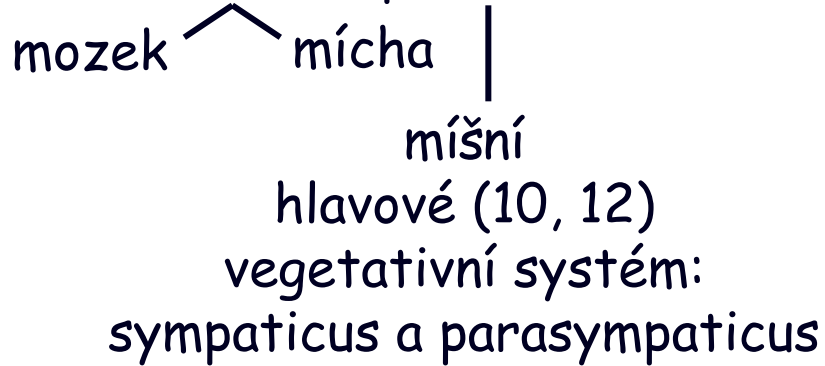 mozek mícha
míšní
hlavové (10, 12)
vegetativní systém:
sympaticus a parasympaticus